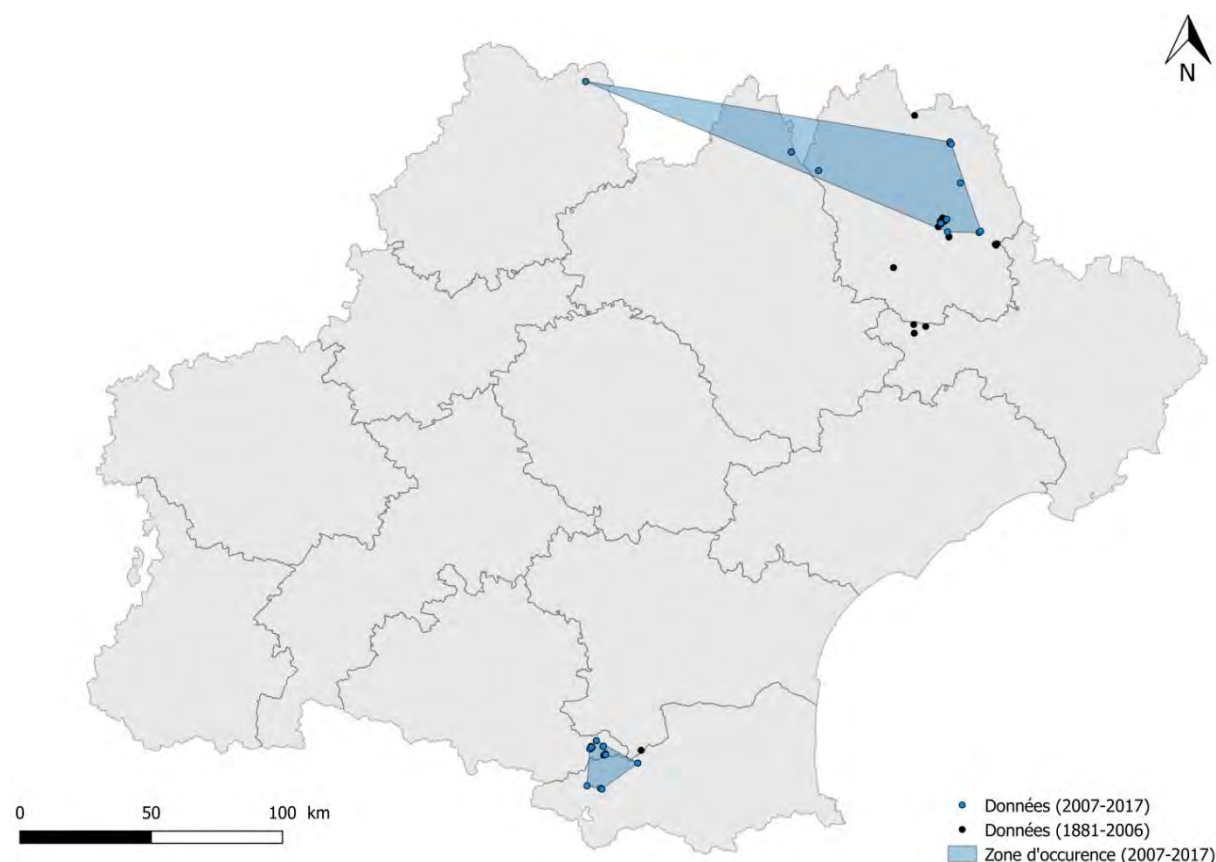 N
0 50 100 km
Données (2007-2017)
Données (1881-2006)
Zone d'occurence (2007-2017)